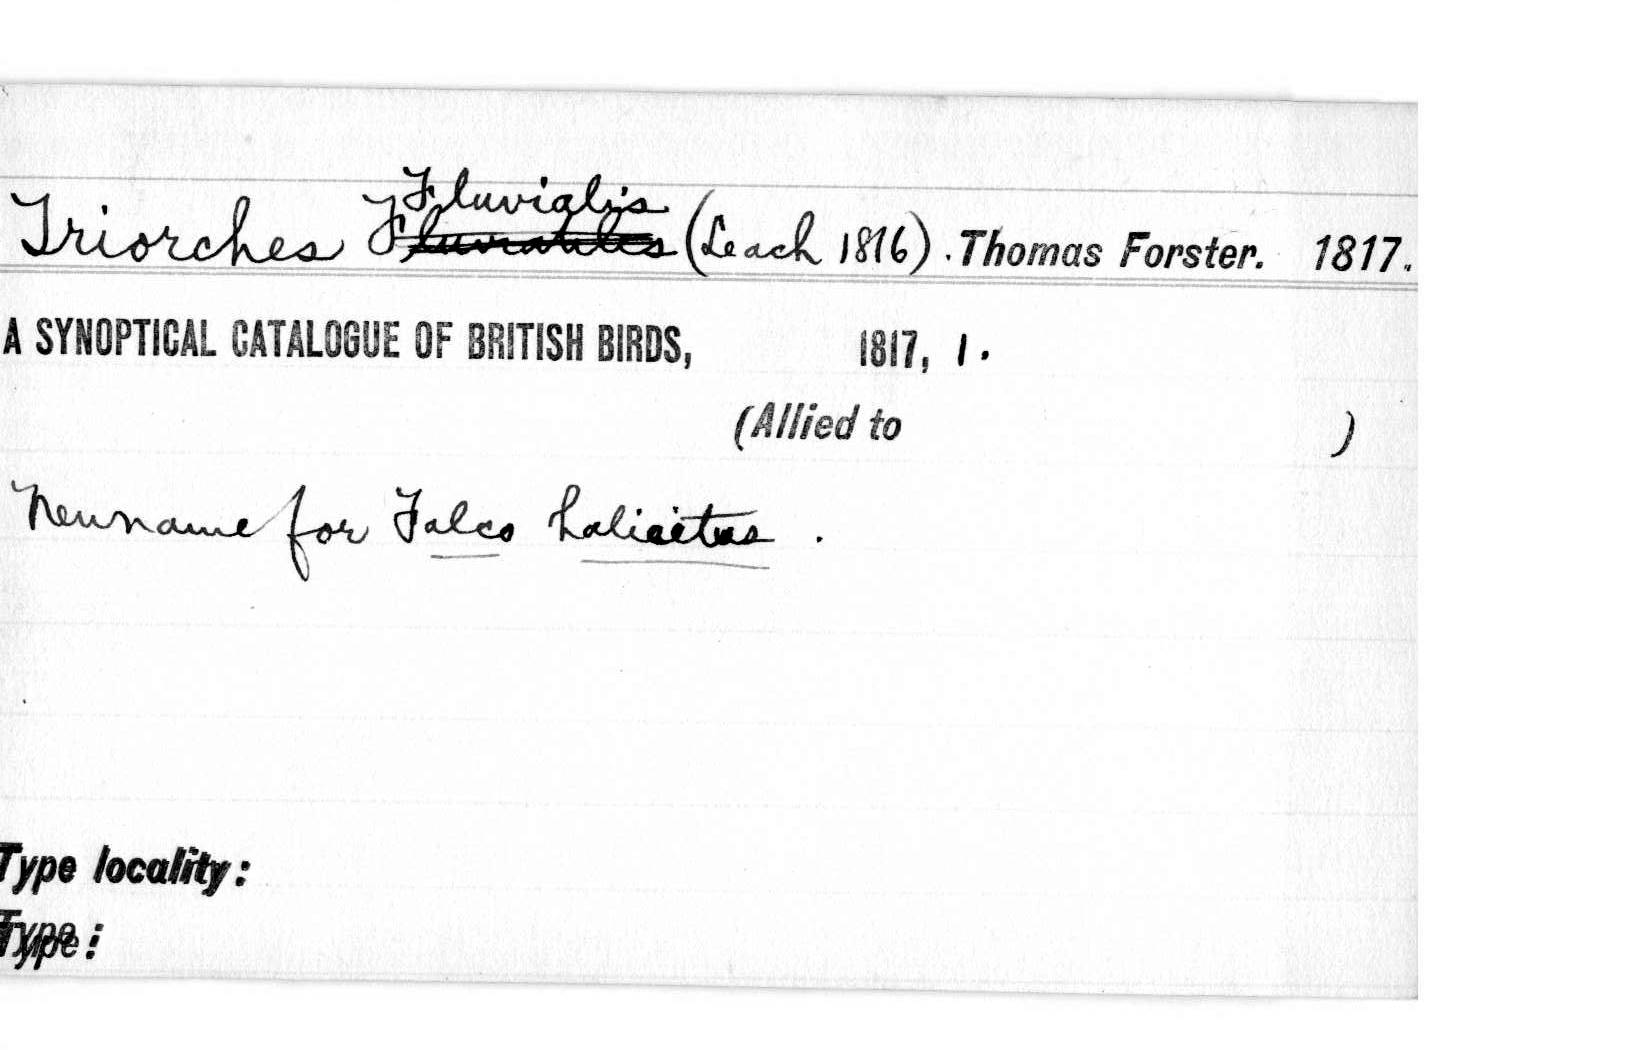 Triorches Fluvialis (Leach 1816). Thomas Forster. 1817.
A SYNOPTICAL CATALOGUE OF BRITISH BIRDS, 1817, 1.
(Allied to )
New name for Falco haliaëtus.
Type locality:
Type: